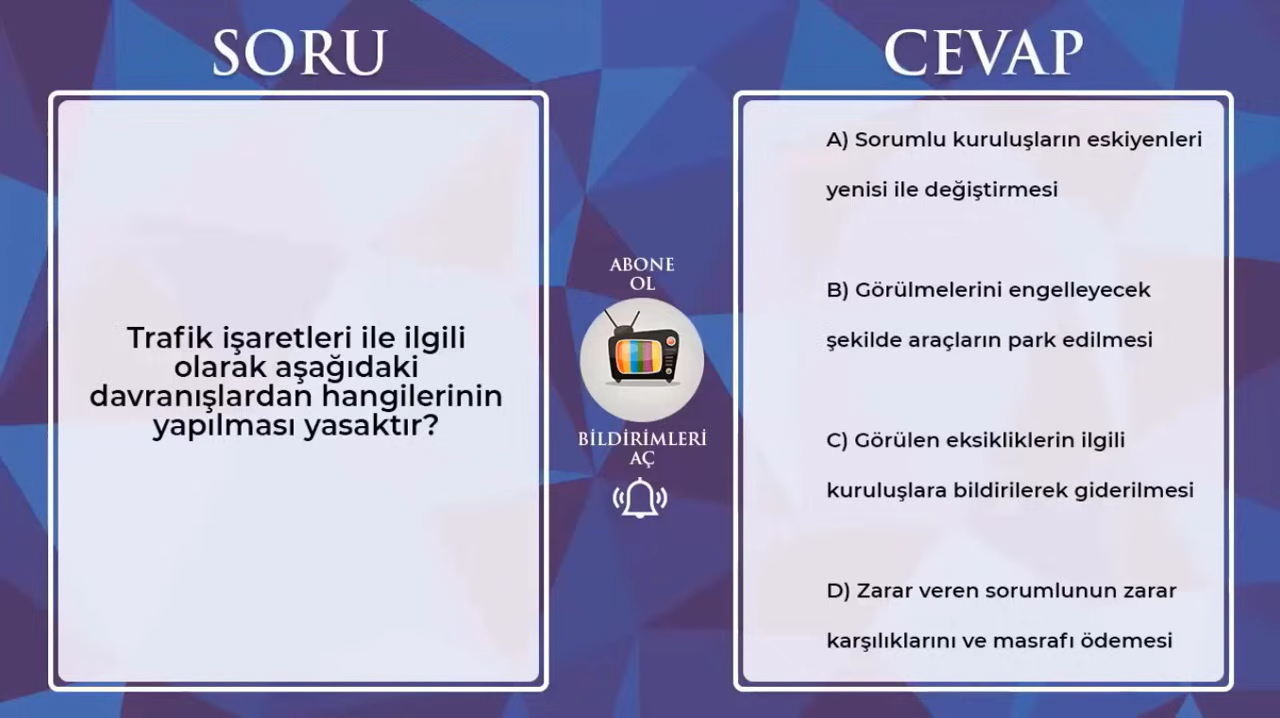 SORU
Trafik işaretleri ile ilgili
olarak aşağıdaki
davranışlardan hangilerinin
yapılması yasaktır?
ABONE
OL
BİLDİRİMLERİ
AÇ
CEVAP
A) Sorumlu kuruluşların eskiyenleri
yenisi ile değiştirmesi
B) Görülmelerini engelleyecek
şekilde araçların park edilmesi
C) Görülen eksikliklerin ilgili
kuruluşlara bildirilerek giderilmesi
D) Zarar veren sorumlunun zarar
karşılıklarını ve masrafı ödemesi